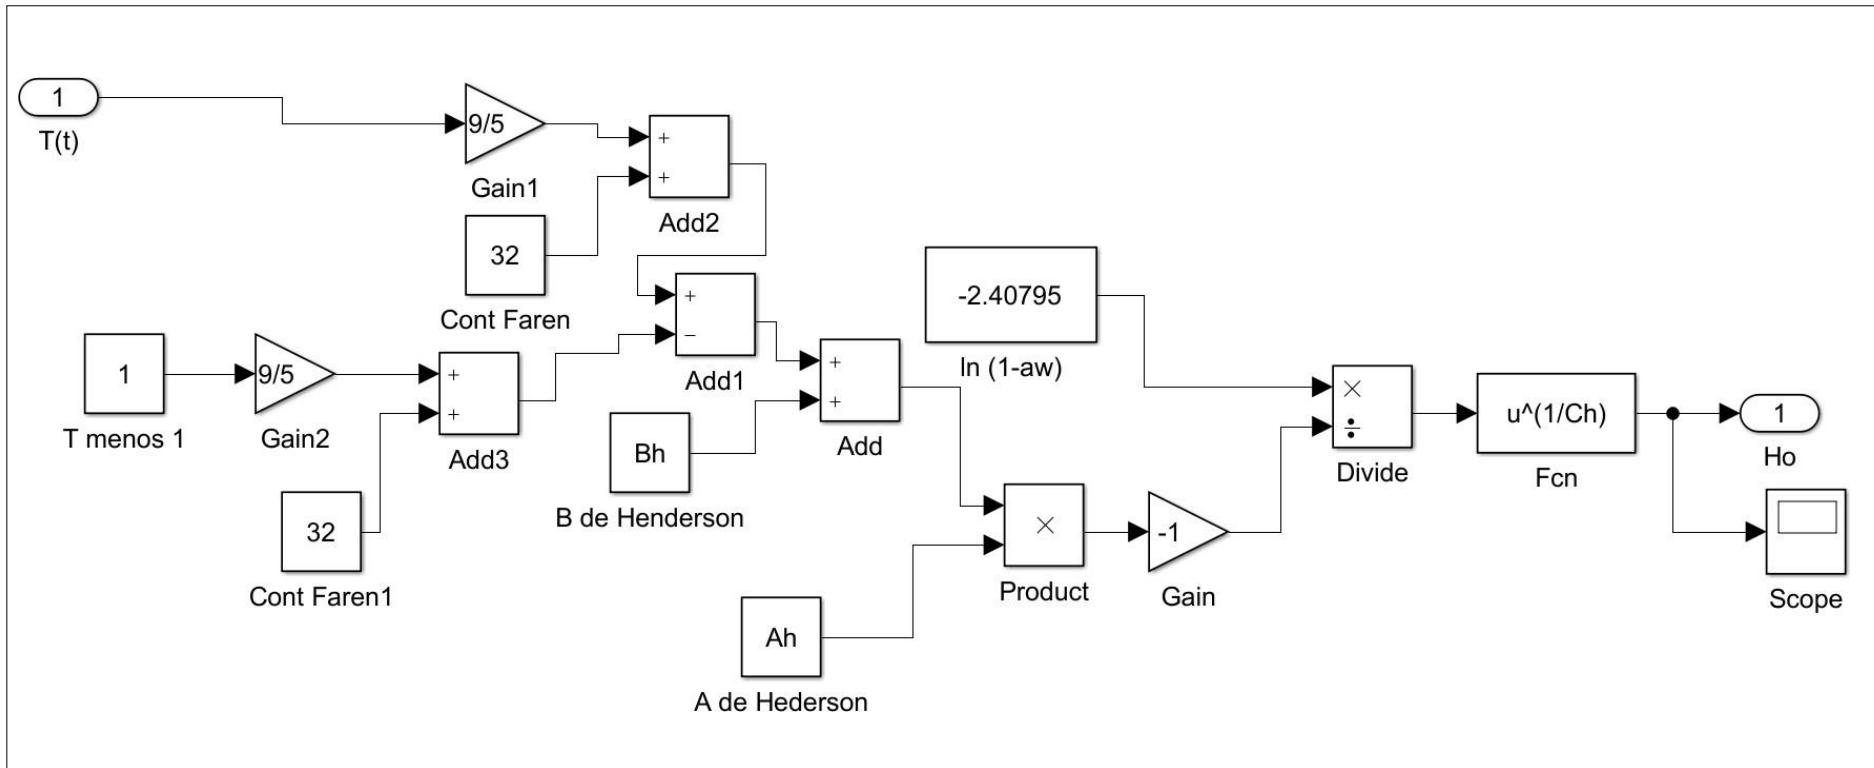 1
T(t)
9/5
Gain1
+
+
Add2
32
Cont Faren
1
T menos 1
9/5
Gain2
+
+
Add3
32
Cont Faren1
+
−
Add1
Bh
B de Henderson
+
+
Add
-2.40795
ln (1-aw)
Ah
A de Hederson
×
Product
-1
Gain
×
÷
Divide
u^(1/Ch)
Fcn
1
Ho
Scope